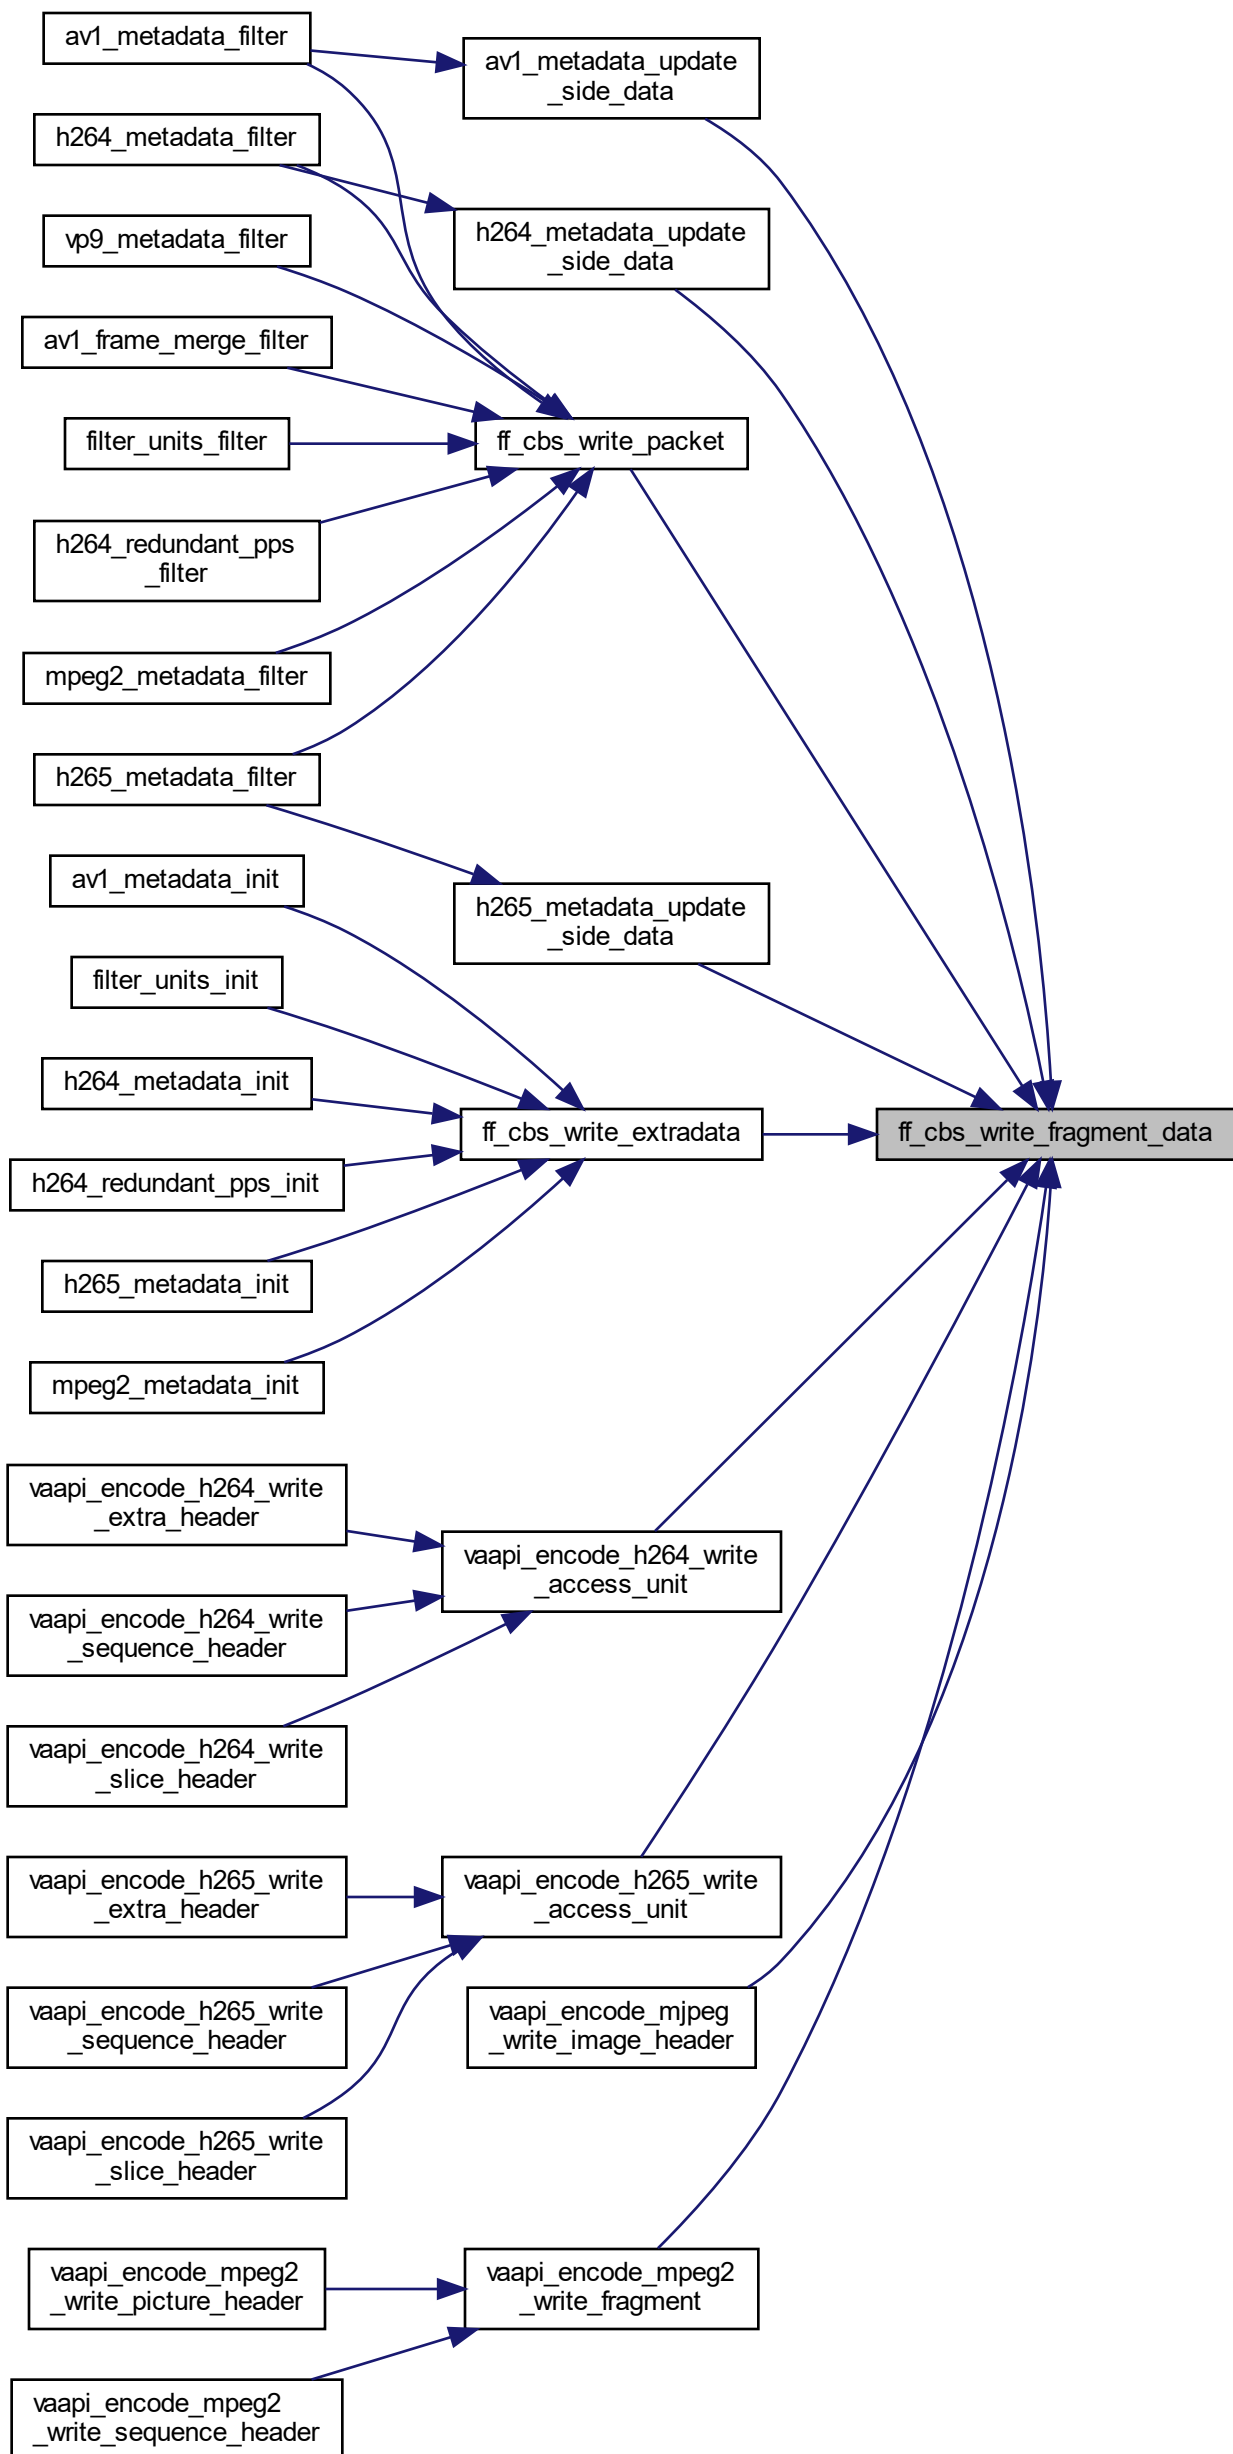 av1_metadata_filter
h264_metadata_filter
vp9_metadata_filter
av1_frame_merge_filter
filter_units_filter
h264_redundant_pps
_filter
mpeg2_metadata_filter
h265_metadata_filter
av1_metadata_init
filter_units_init
h264_metadata_init
h264_redundant_pps_init
h265_metadata_init
mpeg2_metadata_init
vaapi_encode_h264_write
_extra_header
vaapi_encode_h264_write
_sequence_header
vaapi_encode_h264_write
_slice_header
vaapi_encode_h265_write
_extra_header
vaapi_encode_h265_write
_sequence_header
vaapi_encode_h265_write
_slice_header
vaapi_encode_mpeg2
_write_picture_header
vaapi_encode_mpeg2
_write_sequence_header
av1_metadata_update
_side_data
h264_metadata_update
_side_data
ff_cbs_write_packet
h265_metadata_update
_side_data
ff_cbs_write_extradata
vaapi_encode_h264_write
_access_unit
vaapi_encode_h265_write
_access_unit
vaapi_encode_mjpeg
_write_image_header
vaapi_encode_mpeg2
_write_fragment
ff_cbs_write_fragment_data